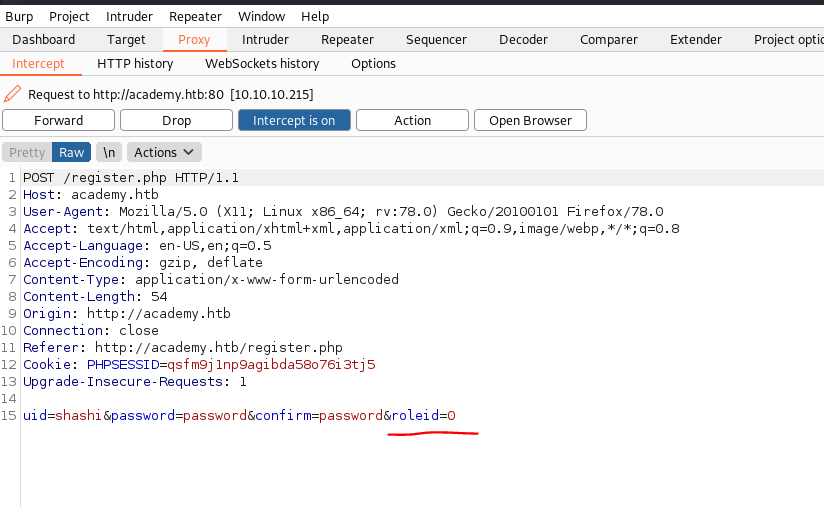 Burp Project Intruder Repeater Window Help
Dashboard Target Proxy Intruder Repeater Sequencer Decoder Comparer Extender Project optio
Intercept HTTP history WebSockets history Options
Request to http://academy.htb:80 [10.10.10.215]
Forward Drop Intercept is on Action Open Browser
Pretty Raw \n Actions
1 POST /register.php HTTP/1.1
2 Host: academy.htb
3 User-Agent: Mozilla/5.0 (X11; Linux x86_64; rv:78.0) Gecko/20100101 Firefox/78.0
4 Accept: text/html,application/xhtml+xml,application/xml;q=0.9,image/webp,*/*;q=0.8
5 Accept-Language: en-US,en;q=0.5
6 Accept-Encoding: gzip, deflate
7 Content-Type: application/x-www-form-urlencoded
8 Content-Length: 54
9 Origin: http://academy.htb
10 Connection: close
11 Referer: http://academy.htb/register.php
12 Cookie: PHPSESSID=qsfm9j1np9agibda58o76i3tj5
13 Upgrade-Insecure-Requests: 1
14
15 uid=shashi&password=password&confirm=password&roleid=0